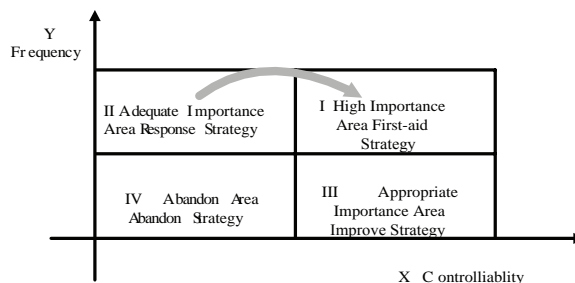 Y
Frequency
II Adequate Importance
Area Response Strategy
I High Importance
Area First-aid
Strategy
IV Abandon Area
Abandon Strategy
III Appropriate
Importance Area
Improve Strategy
X Controlliablity